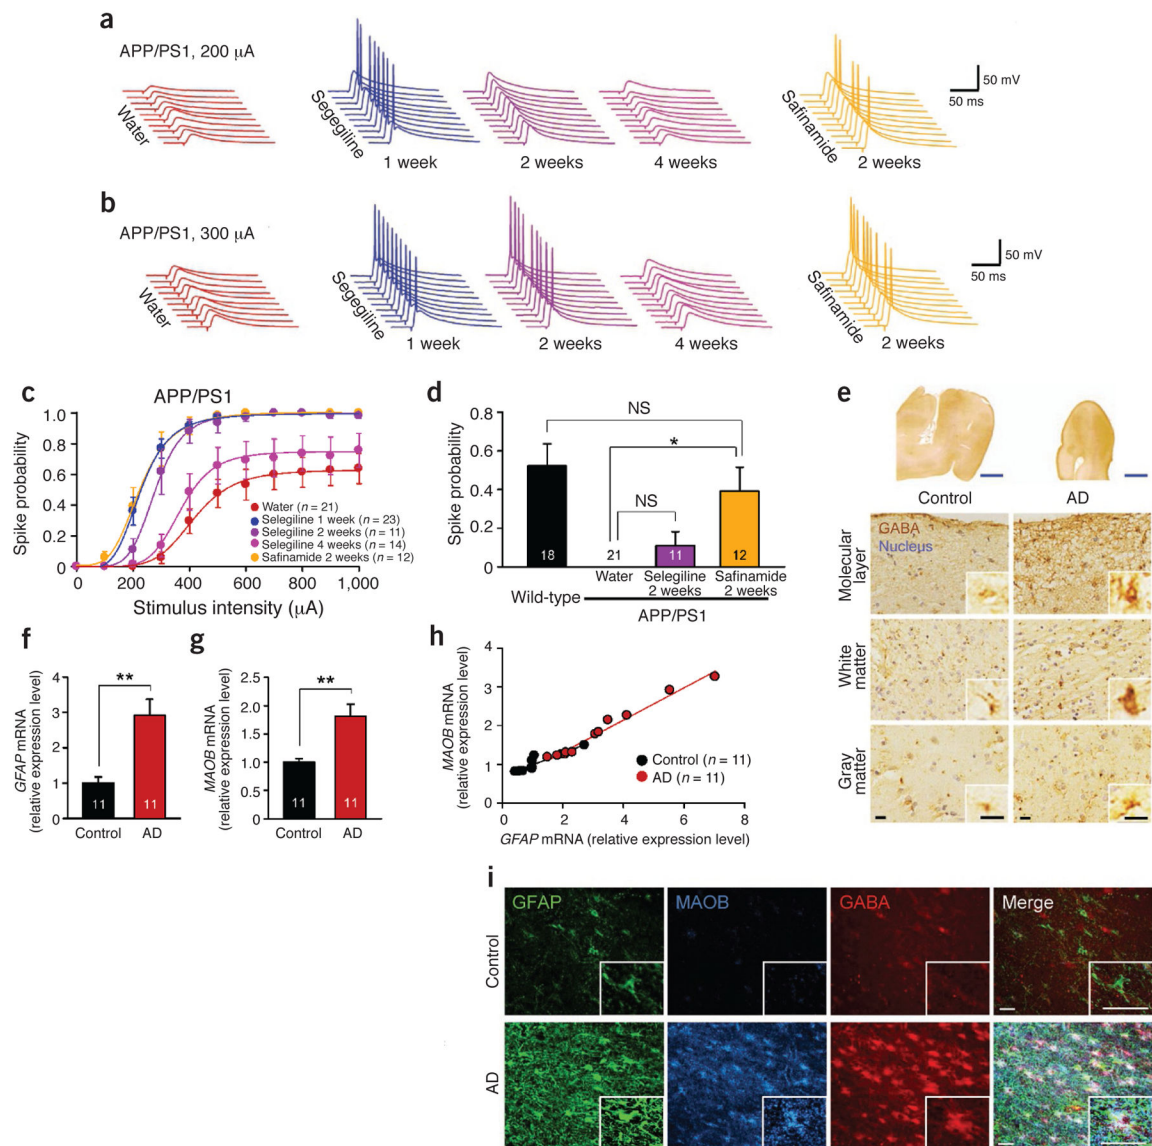 a
APP/PS1, 200 μA
Water
Segegiline
1 week
2 weeks
4 weeks
Safinamide
2 weeks
50 mV
50 ms
b
APP/PS1, 300 μA
Water
Segegiline
1 week
2 weeks
4 weeks
Safinamide
2 weeks
50 mV
50 ms
c
APP/PS1
Spike probability
1.0
0.8
0.6
0.4
0.2
0
0
200
400
600
800
1,000
Stimulus intensity (μA)
Water (n = 21)
Selegiline 1 week (n = 23)
Selegiline 2 weeks (n = 11)
Selegiline 4 weeks (n = 14)
Safinamide 2 weeks (n = 12)
d
Spike probability
0.8
0.6
0.4
0.2
0
NS
*
NS
18
21
11
12
Water
Selegiline
2 weeks
Safinamide
2 weeks
Wild-type
APP/PS1
e
Control
AD
Molecular
layer
GABA
Nucleus
White
matter
Gray
matter
f
GFAP mRNA
(relative expression level)
4
3
2
1
0
**
11
11
Control
AD
g
MAOB mRNA
(relative expression level)
2.5
2.0
1.5
1.0
0.5
0
**
11
11
Control
AD
h
MAOB mRNA
(relative expression level)
4
3
2
1
0
0
2
4
6
8
Control (n = 11)
AD (n = 11)
GFAP mRNA (relative expression level)
i
GFAP
MAOB
GABA
Merge
Control
AD